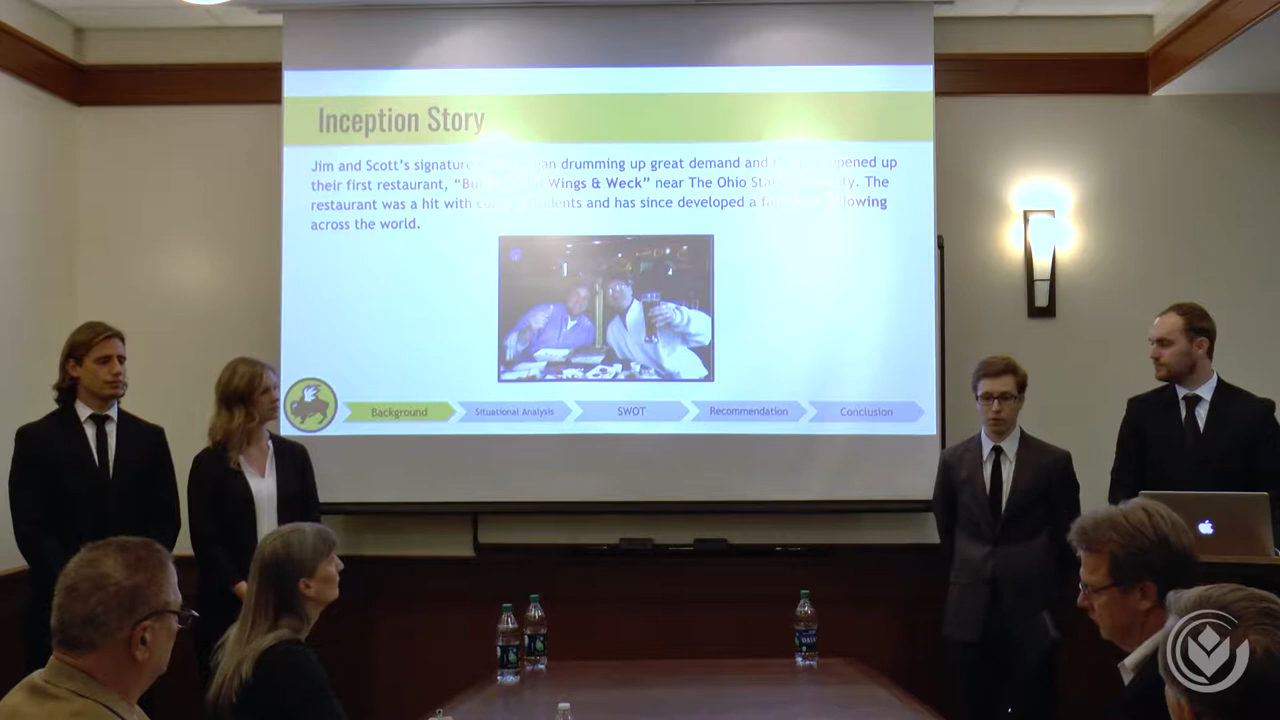 Inception Story
Jim and Scott's signature drumming up great demand and opened up
their first restaurant, " Wings & Weck" near The Ohio The
restaurant was a hit with students and has since developed a following
across the world.
Background
Situational Analysis
SWOT
Recommendation
Conclusion